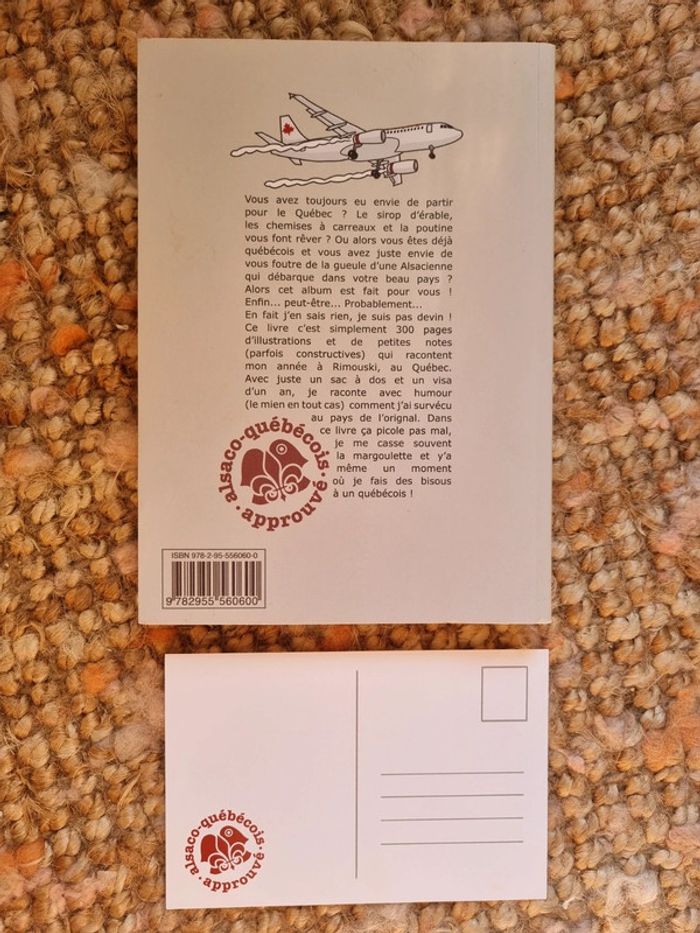 Vous avez toujours eu envie de partir
pour le Québec ? Le sirop d'érable,
les chemises à carreaux et la poutine
vous font rêver ? Ou alors vous êtes déjà
québécois et vous avez juste envie de
vous foutre de la gueule d'une Alsacienne
qui débarque dans votre beau pays ?
Alors cet album est fait pour vous !
Enfin... peut-être... Probablement...
En fait j'en sais rien, je suis pas devin !
Ce livre c'est simplement 300 pages
d'illustrations et de petites notes
(parfois constructives) qui racontent
mon année à Rimouski, au Québec.
Avec juste un sac à dos et un visa
d'un an, je raconte avec humour
(le mien en tout cas) comment j'ai survécu
au pays de l'orignal. Dans
ce livre ça picole pas mal,
je me casse souvent
la margoulette et y'a
même un moment
où je fais des bisous
à un québécois !
alsaco-québécois
approuvé
ISBN 978-2-95-556060-0
9 782955 560600
alsaco-québécois
approuvé